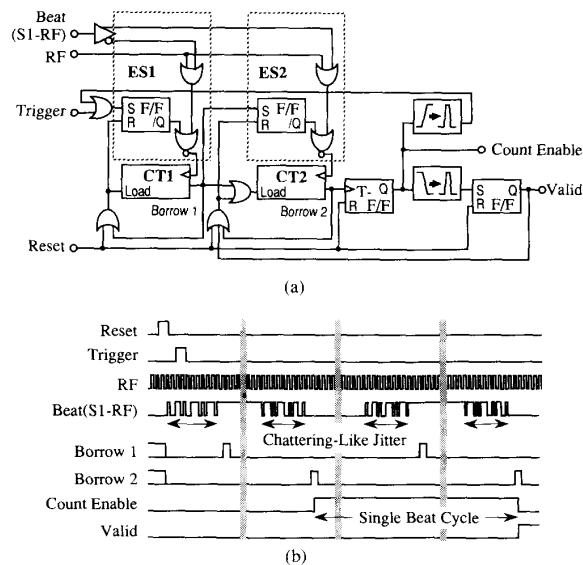 Beat
(S1-RF)
RF
ES1
ES2
Trigger
S F/F
R /Q
S F/F
R /Q
Count Enable
CT1
Load
CT2
Load
T- Q
R F/F
S Q
R F/F
Valid
Borrow 1
Borrow 2
Reset
(a)
Reset
Trigger
RF
Beat(S1-RF)
Chattering-Like Jitter
Borrow 1
Borrow 2
Count Enable
Single Beat Cycle
Valid
(b)